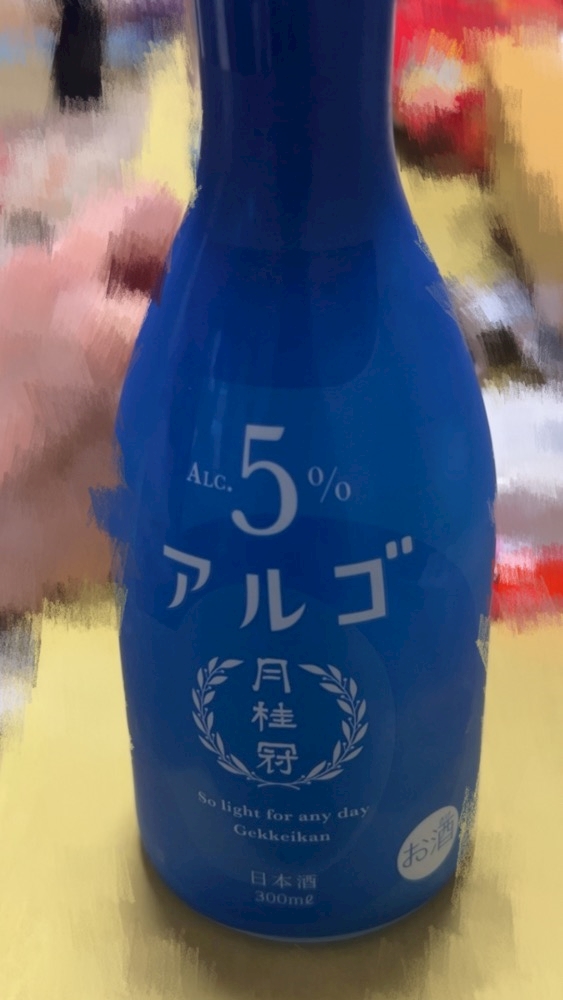 ALC. 5%
アルゴ
月
桂
冠
So light for any day
Gekkeikan
お酒
日本酒
300mℓ